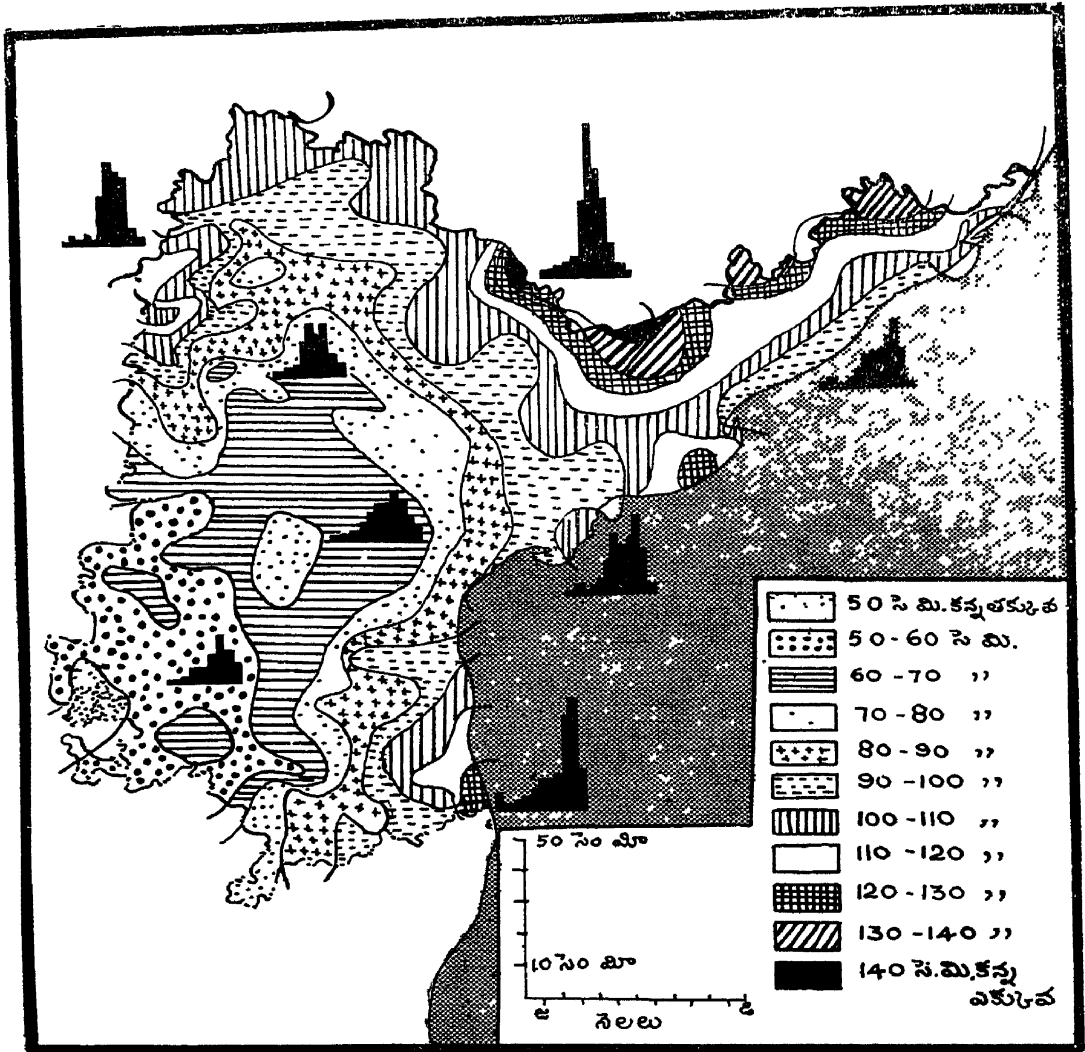 50 సె మి. కన్న తక్కువ
50-60 సె మి.
60-70 ,,
70-80 ,,
80-90 ,,
90-100 ,,
100-110 ,,
110-120 ,,
120-130 ,,
130-140 ,,
140 సె.మి. కన్న
ఎక్కువ
50 సెం మీ
10 సెం మీ
జ డి
నెలలు